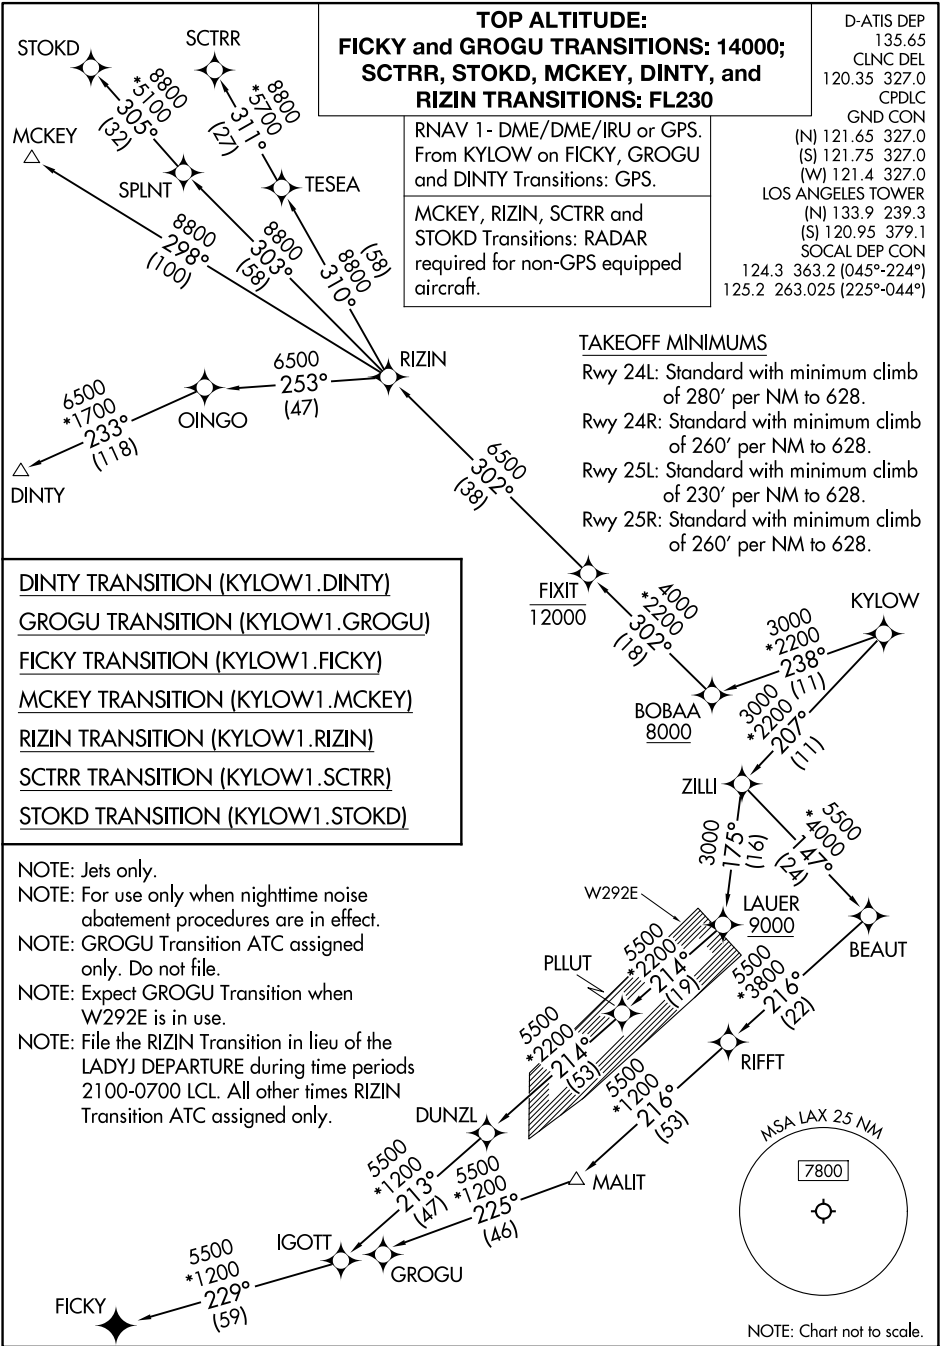 TOP ALTITUDE:
FICKY and GROGU TRANSITIONS: 14000;
SCTRR, STOKD, MCKEY, DINTY, and
RIZIN TRANSITIONS: FL230
RNAV 1- DME/DME/IRU or GPS.
From KYLOW on FICKY, GROGU
and DINTY Transitions: GPS.
MCKEY, RIZIN, SCTRR and
STOKD Transitions: RADAR
required for non-GPS equipped
aircraft.
D-ATIS DEP
135.65
CLNC DEL
120.35 327.0
CPDLC
GND CON
(N) 121.65 327.0
(S) 121.75 327.0
(W) 121.4 327.0
LOS ANGELES TOWER
(N) 133.9 239.3
(S) 120.95 379.1
SOCAL DEP CON
124.3 363.2 (045°-224°)
125.2 263.025 (225°-044°)
STOKD
SCTRR
8800
*5100
305°
(32)
8800
*5700
311°
(27)
MCKEY
SPLNT
TESEA
8800
298°
(100)
8800
303°
(58)
8800
310°
(58)
RIZIN
6500
253°
(47)
OINGO
6500
*1700
233°
(118)
DINTY
6500
302°
(38)
TAKEOFF MINIMUMS
Rwy 24L: Standard with minimum climb
of 280' per NM to 628.
Rwy 24R: Standard with minimum climb
of 260' per NM to 628.
Rwy 25L: Standard with minimum climb
of 230' per NM to 628.
Rwy 25R: Standard with minimum climb
of 260' per NM to 628.
FIXIT
12000
4000
*2200
302°
(18)
KYLOW
3000
*2200
238°
(11)
BOBAA
8000
3000
*2200
207°
(11)
DINTY TRANSITION (KYLOW1.DINTY)
GROGU TRANSITION (KYLOW1.GROGU)
FICKY TRANSITION (KYLOW1.FICKY)
MCKEY TRANSITION (KYLOW1.MCKEY)
RIZIN TRANSITION (KYLOW1.RIZIN)
SCTRR TRANSITION (KYLOW1.SCTRR)
STOKD TRANSITION (KYLOW1.STOKD)
ZILLI
3000
175°
(16)
5500
*4000
147°
(24)
NOTE: Jets only.
NOTE: For use only when nighttime noise
abatement procedures are in effect.
NOTE: GROGU Transition ATC assigned
only. Do not file.
NOTE: Expect GROGU Transition when
W292E is in use.
NOTE: File the RIZIN Transition in lieu of the
LADYJ DEPARTURE during time periods
2100-0700 LCL. All other times RIZIN
Transition ATC assigned only.
W292E
LAUER
9000
BEAUT
5500
*2200
214°
(19)
PLLUT
5500
*3800
216°
(22)
5500
*2200
214°
(53)
RIFFT
5500
*1200
216°
(53)
DUNZL
MALIT
5500
*1200
213°
(47)
5500
*1200
225°
(46)
IGOTT
GROGU
5500
*1200
229°
(59)
FICKY
MSA LAX 25 NM
7800
NOTE: Chart not to scale.